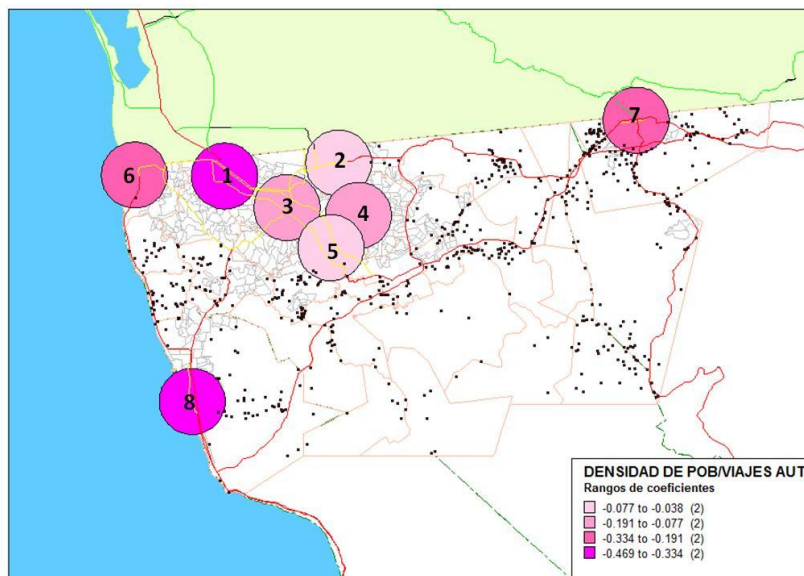 7
2
6
1
3
4
5
8
DENSIDAD DE POB/VIAJES AUT
Rangos de coeficientes
-0.077 to -0.038 (2)
-0.191 to -0.077 (2)
-0.334 to -0.191 (2)
-0.469 to -0.334 (2)